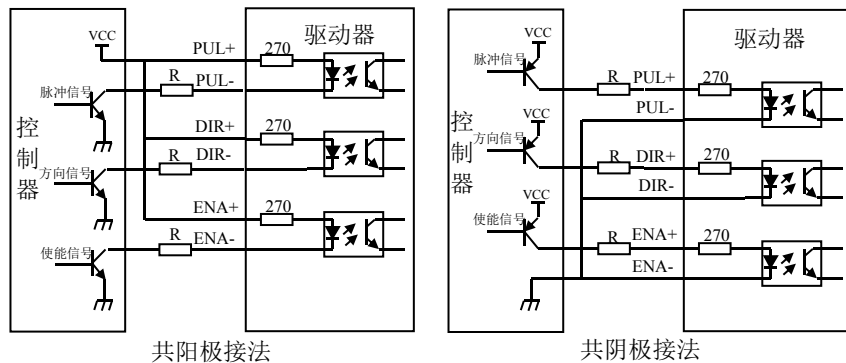 驱动器
VCC
PUL+
270
脉冲信号
R
PUL-
控制器
DIR+
270
方向信号
R
DIR-
ENA+
270
使能信号
R
ENA-
共阳极接法
驱动器
VCC
脉冲信号
R
PUL+
270
PUL-
控制器
VCC
方向信号
R
DIR+
270
DIR-
VCC
使能信号
R
ENA+
270
ENA-
共阴极接法